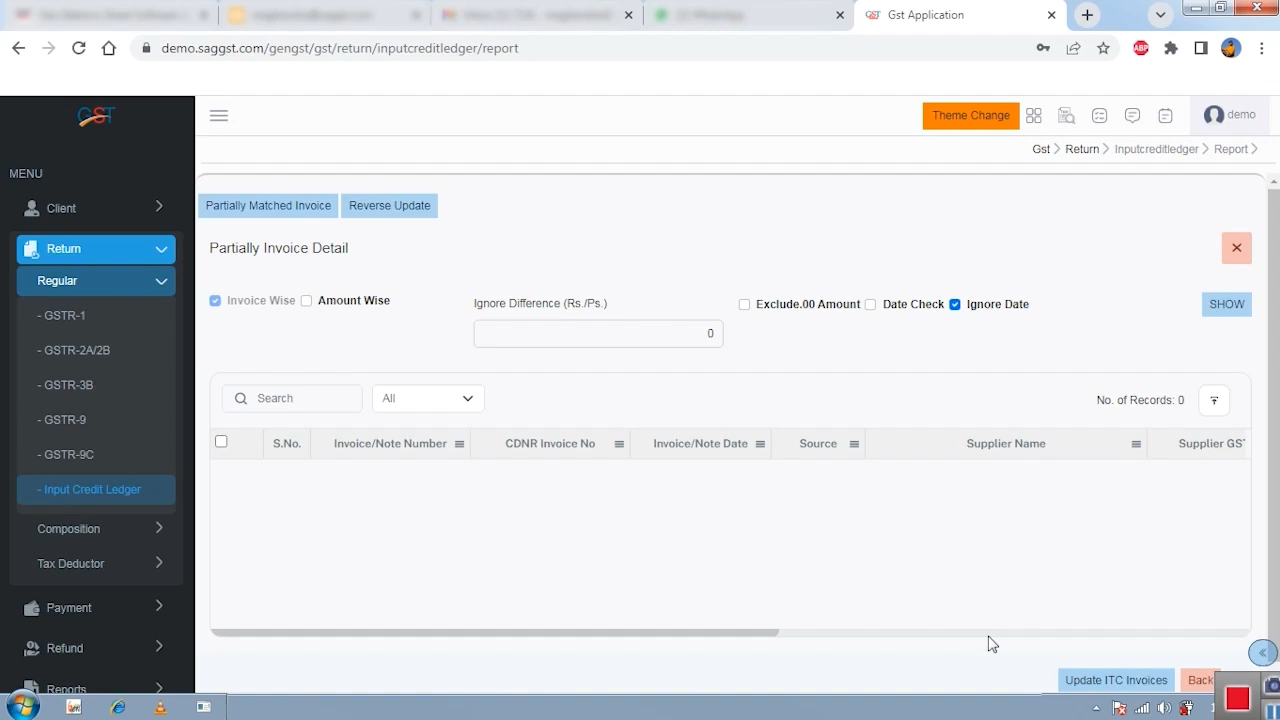 Gst Application
demo.saggst.com/gengst/gst/return/inputcreditledger/report
ABP
GST
Theme Change
demo
Gst
Return
Inputcreditledger
Report
MENU
Client
Return
Regular
- GSTR-1
- GSTR-2A/2B
- GSTR-3B
- GSTR-9
- GSTR-9C
- Input Credit Ledger
Composition
Tax Deductor
Payment
Refund
Reports
Partially Matched Invoice
Reverse Update
Partially Invoice Detail
Invoice Wise
Amount Wise
Ignore Difference (Rs./Ps.)
0
Exclude.00 Amount
Date Check
Ignore Date
SHOW
Search
All
No. of Records: 0
S.No.
Invoice/Note Number
CDNR Invoice No
Invoice/Note Date
Source
Supplier Name
Supplier GST
Update ITC Invoices
Back